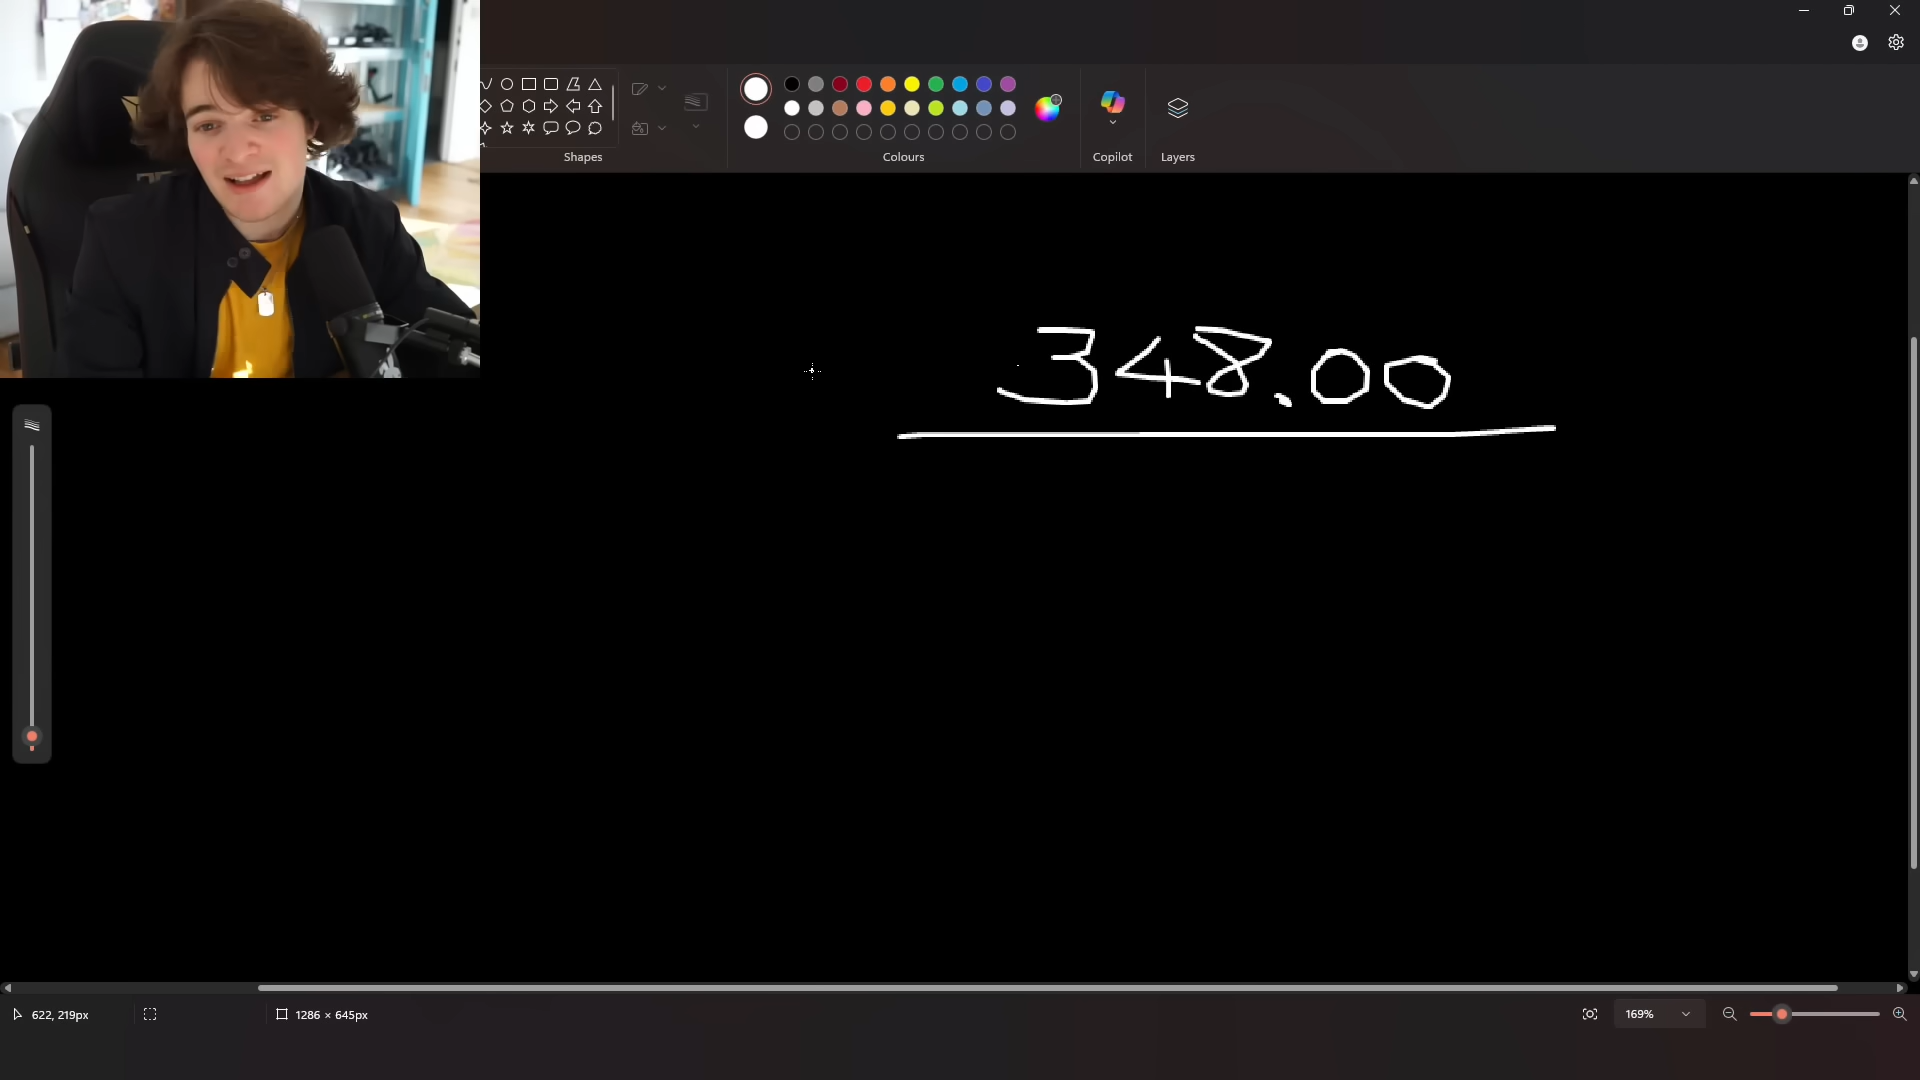 Shapes
Colours
Copilot
Layers
348.00
622, 219px
1286 × 645px
169%